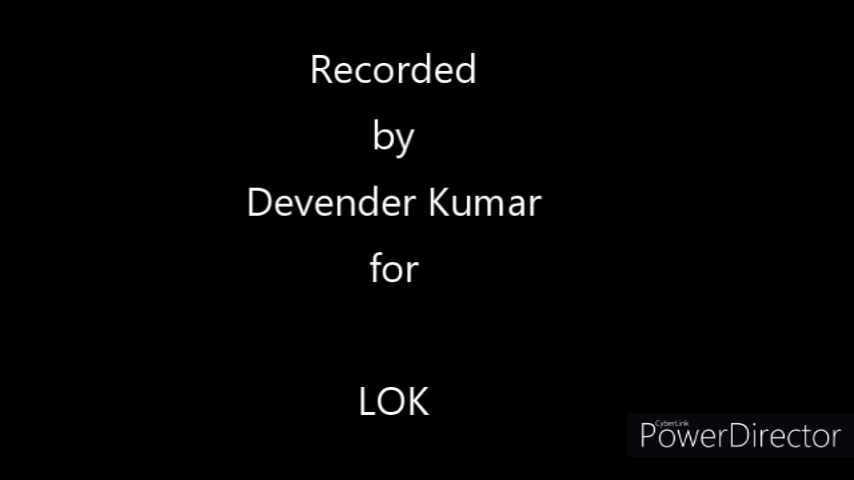 Recorded
by
Devender Kumar
for
LOK
CyberLink
PowerDirector